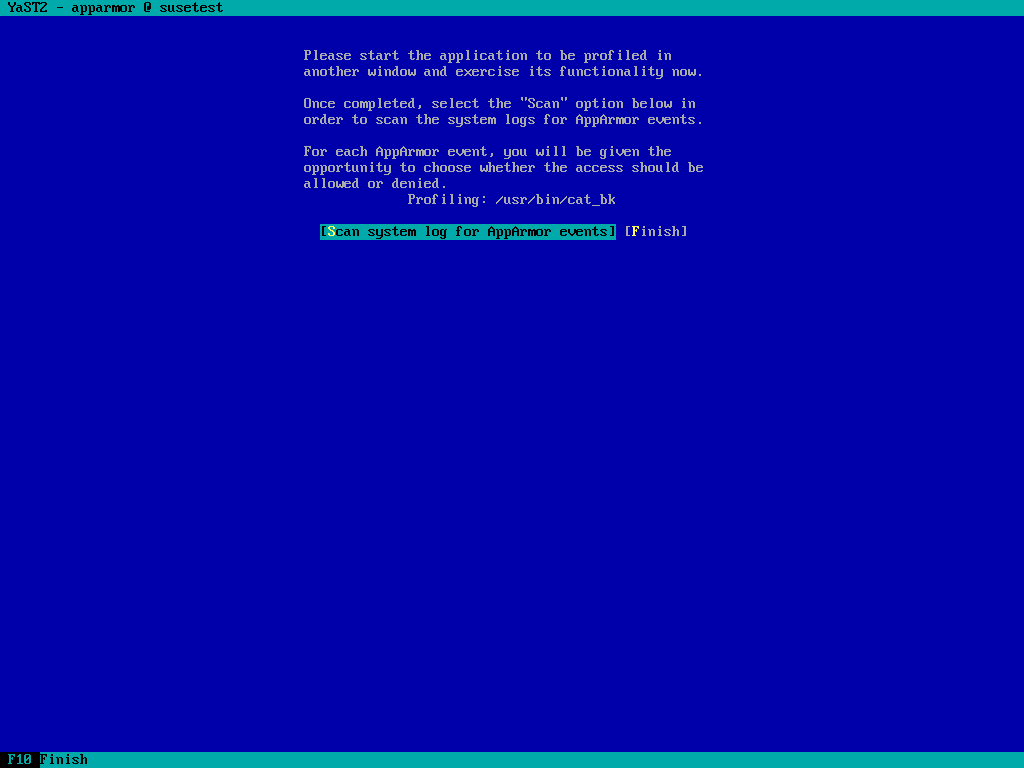 YaST2 - apparmor @ susetest
Please start the application to be profiled in
another window and exercise its functionality now.
Once completed, select the "Scan" option below in
order to scan the system logs for AppArmor events.
For each AppArmor event, you will be given the
opportunity to choose whether the access should be
allowed or denied.
Profiling: /usr/bin/cat_bk
[Scan system log for AppArmor events] [Finish]
F10 Finish